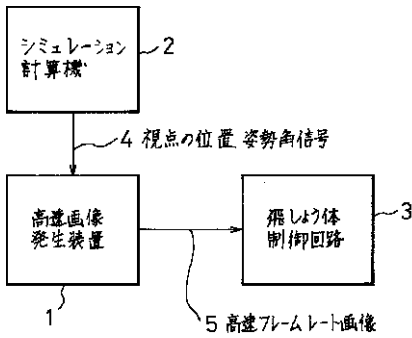 シミュレーション
計算機
2
4 視点の位置、姿勢角信号
高速画像
発生装置
飛しょう体
制御回路
3
1
5 高速フレームレート画像